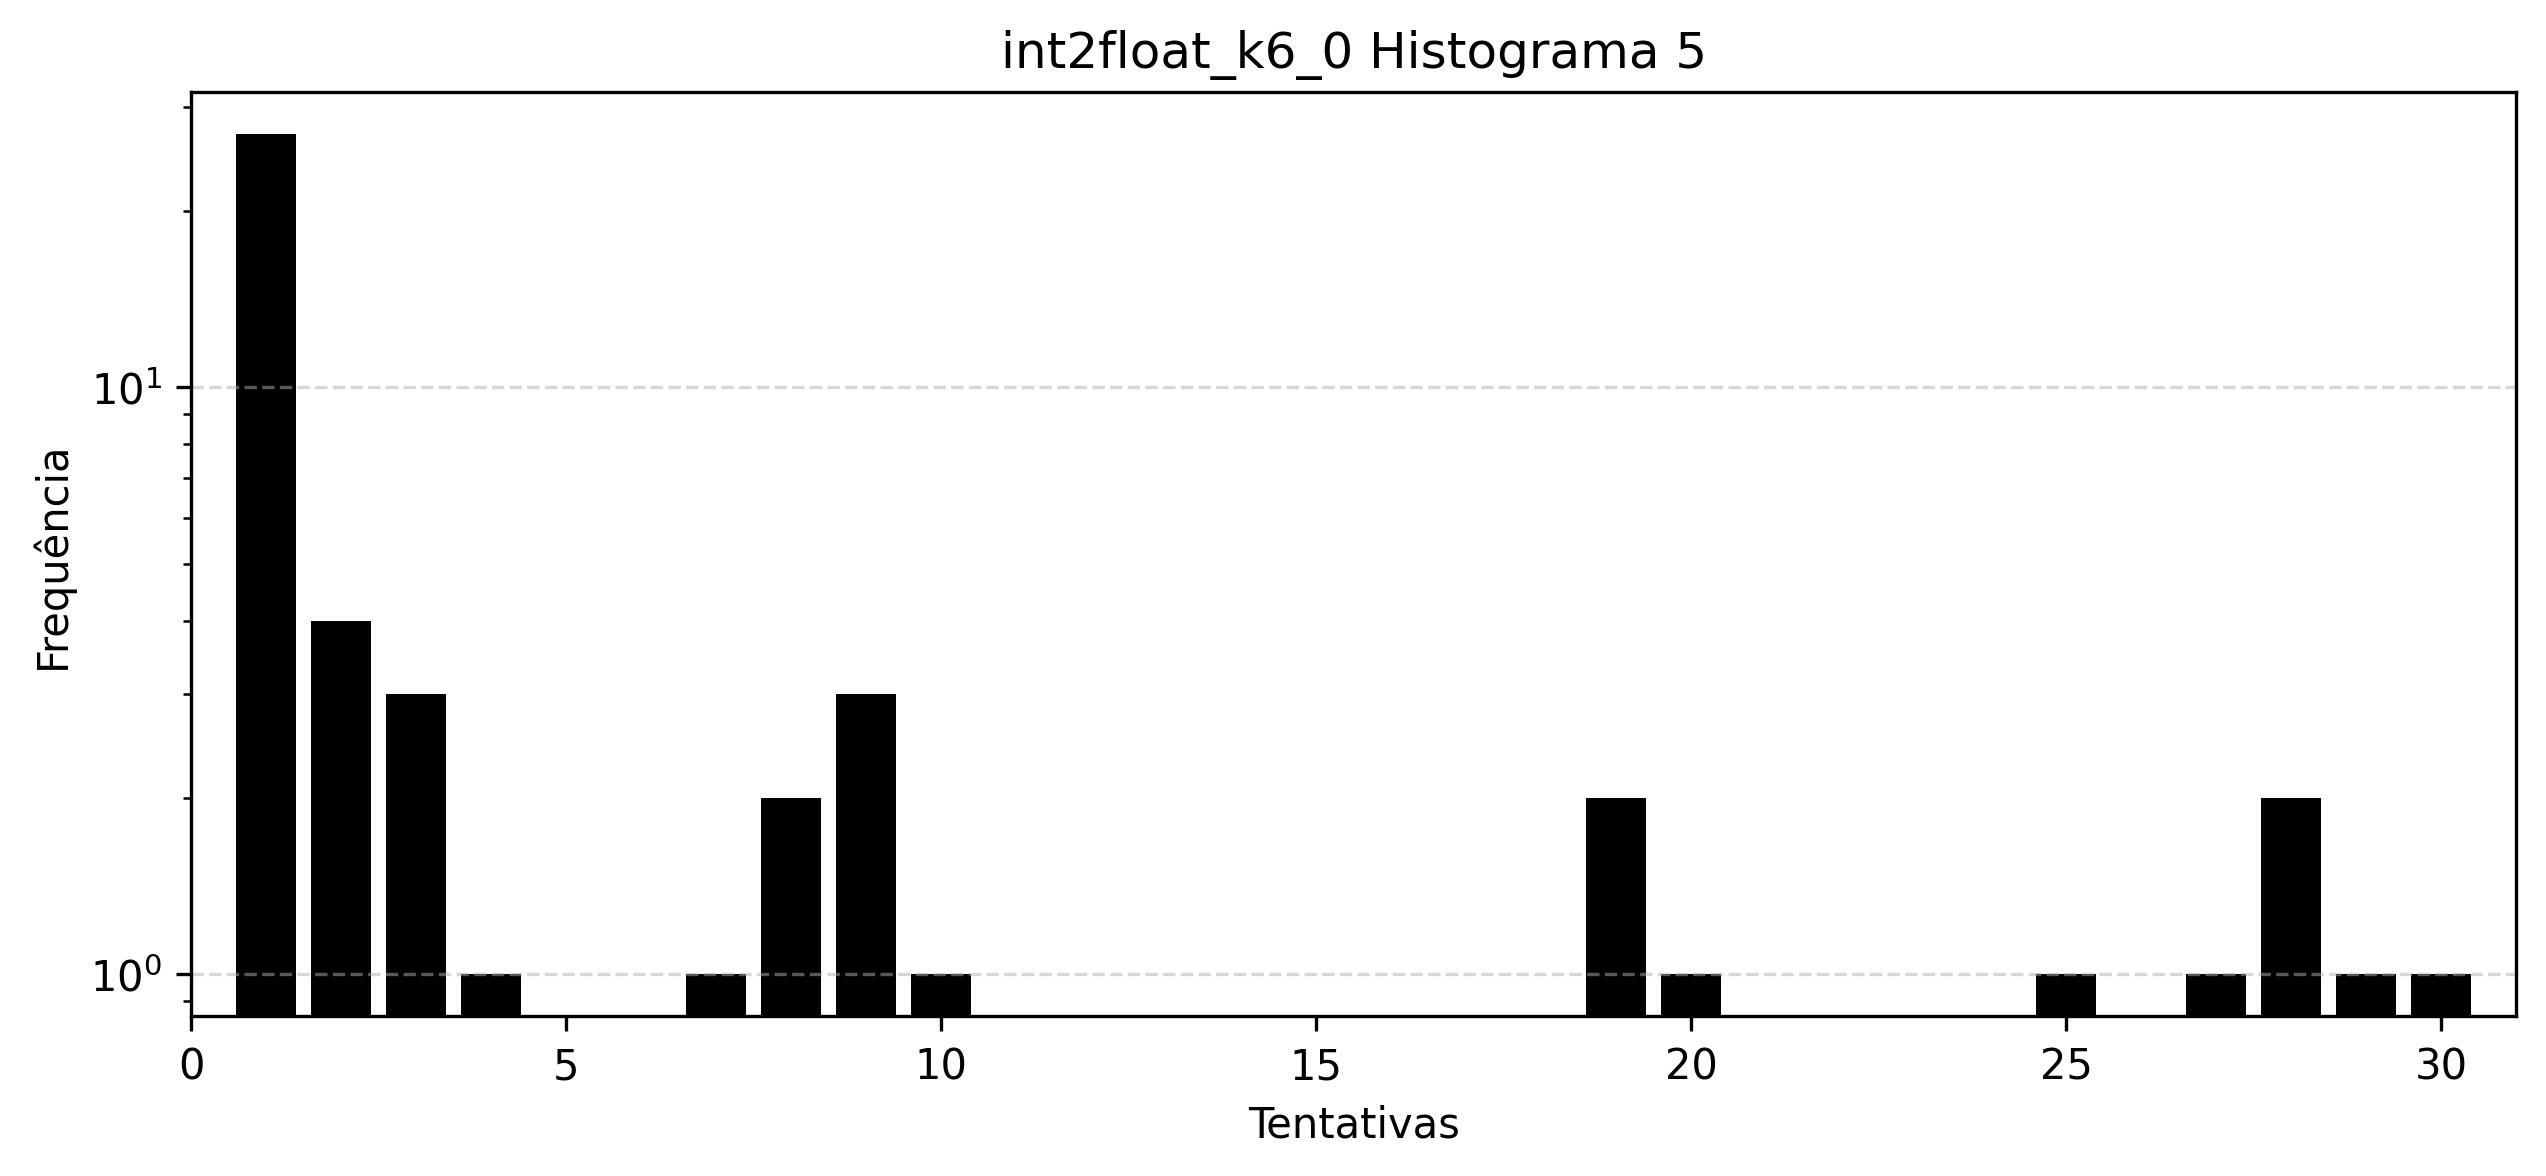 int2float_k6_0 Histograma 5
Frequência
10¹
10⁰
0 5 10 15 20 25 30
Tentativas